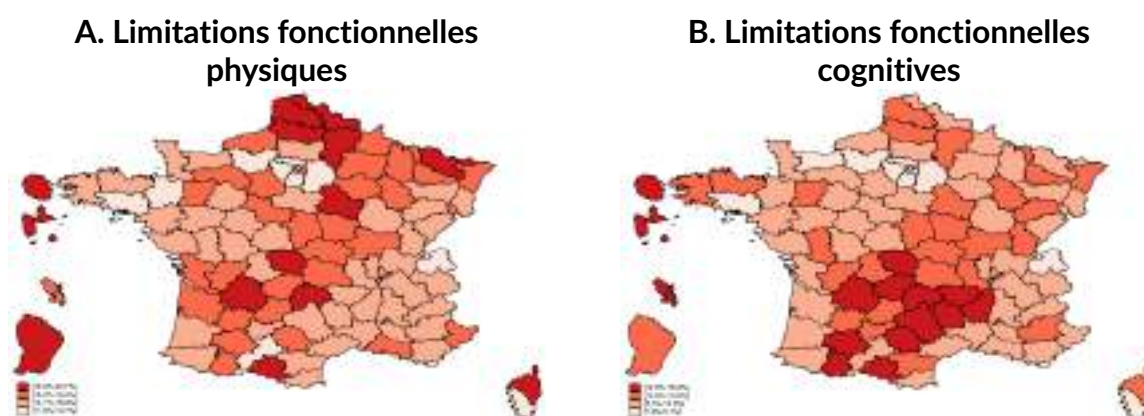 A. Limitations fonctionnelles
physiques
B. Limitations fonctionnelles
cognitives